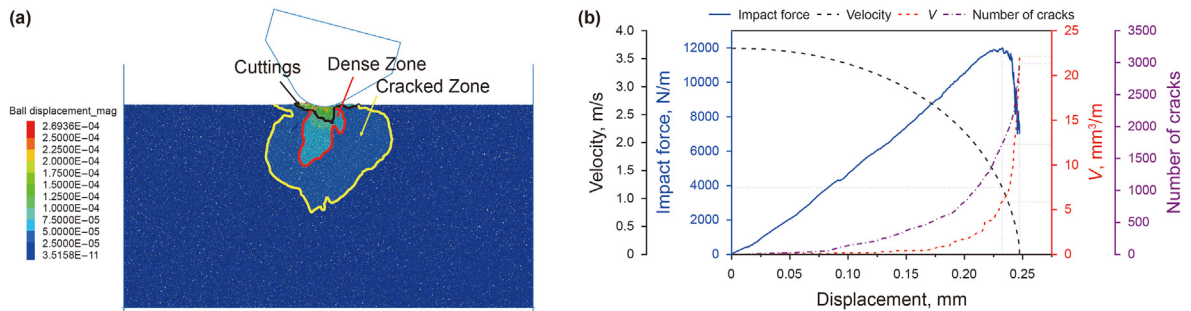 (a)
Cuttings
Dense Zone
Cracked Zone
Ball displacement_mag
2.6936E−04
2.5000E−04
2.2500E−04
2.0000E−04
1.7500E−04
1.5000E−04
1.2500E−04
1.0000E−04
7.5000E−05
5.0000E−05
2.5000E−05
3.5158E−11
(b)
Impact force
Velocity
V
Number of cracks
Velocity, m/s
4.0
3.5
3.0
2.5
2.0
1.5
1.0
0.5
0
Impact force, N/m
12000
10000
8000
6000
4000
2000
0
0
0.05
0.10
0.15
0.20
0.25
Displacement, mm
25
20
15
10
5
0
V, mm³/m
3500
3000
2500
2000
1500
1000
500
0
Number of cracks